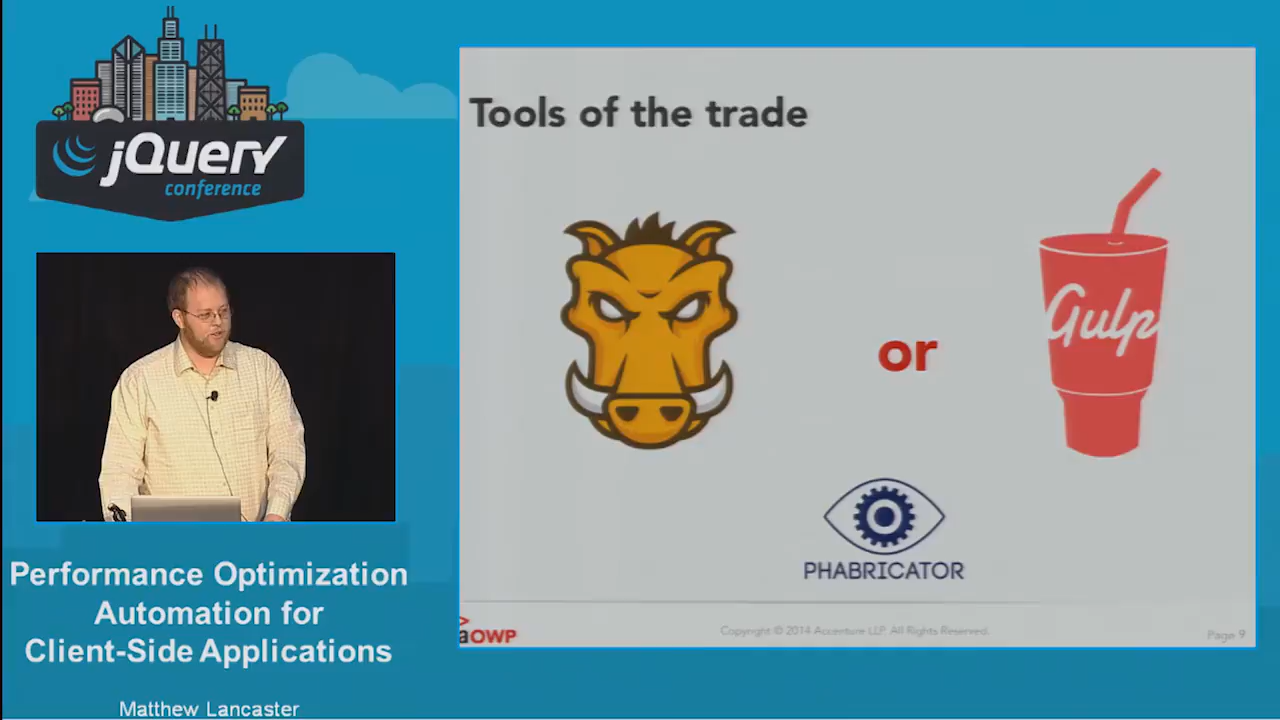 jQuery
conference
Performance Optimization
Automation for
Client-Side Applications
Matthew Lancaster
Tools of the trade
or
Gulp
PHABRICATOR
aOWP
Copyright © 2014 Accenture LLP. All Rights Reserved.
Page 9